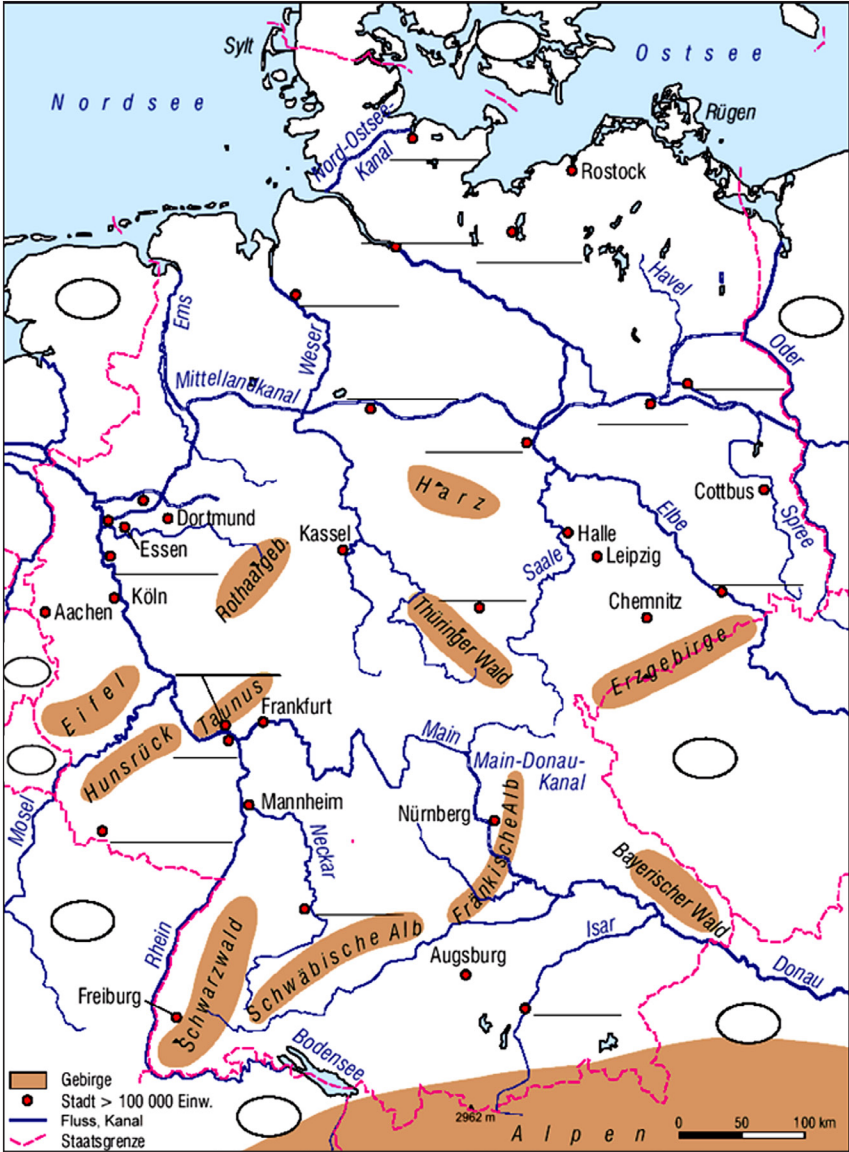 Sylt
Ostsee
Nordsee
Rügen
Nord-Ostsee-
Kanal
Rostock
Havel
Ems
Weser
Oder
Mittellandkanal
Harz
Cottbus
Dortmund
Elbe
Spree
Essen
Kassel
Halle
Rothaargeb.
Saale
Leipzig
Köln
Aachen
Chemnitz
Thüringer Wald
Erzgebirge
Eifel
Taunus
Frankfurt
Main
Hunsrück
Main-Donau-
Kanal
Mosel
Mannheim
Nürnberg
Neckar
Fränkische Alb
Bayerischer Wald
Rhein
Isar
Schwäbische Alb
Schwarzwald
Augsburg
Donau
Freiburg
Bodensee
Gebirge
Stadt > 100 000 Einw.
Fluss, Kanal
Staatsgrenze
2962 m
Alpen
0 50 100 km